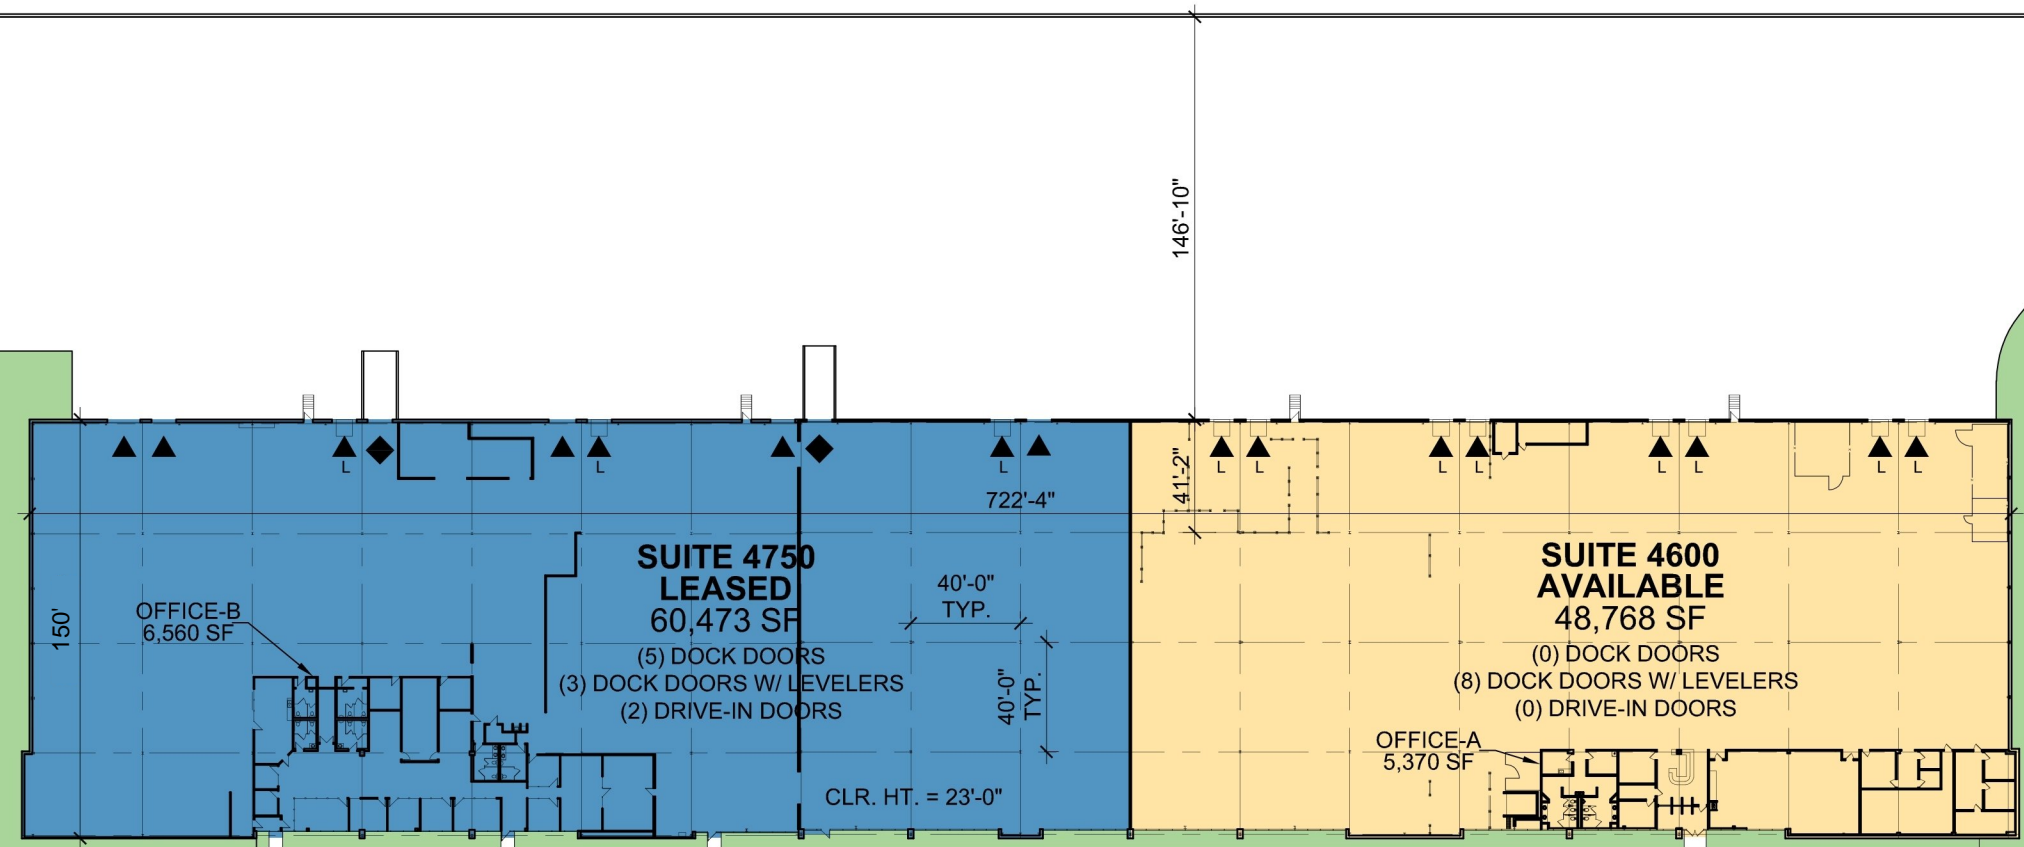 146'-10"
L
L
L
L
L
L
L
L
L
L
L
41'-2"
722'-4"
SUITE 4750
LEASED
60,473 SF
(5) DOCK DOORS
(3) DOCK DOORS W/ LEVELERS
(2) DRIVE-IN DOORS
40'-0"
TYP.
40'-0"
TYP.
SUITE 4600
AVAILABLE
48,768 SF
(0) DOCK DOORS
(8) DOCK DOORS W/ LEVELERS
(0) DRIVE-IN DOORS
150'
OFFICE-B
6,560 SF
OFFICE-A
5,370 SF
CLR. HT. = 23'-0"